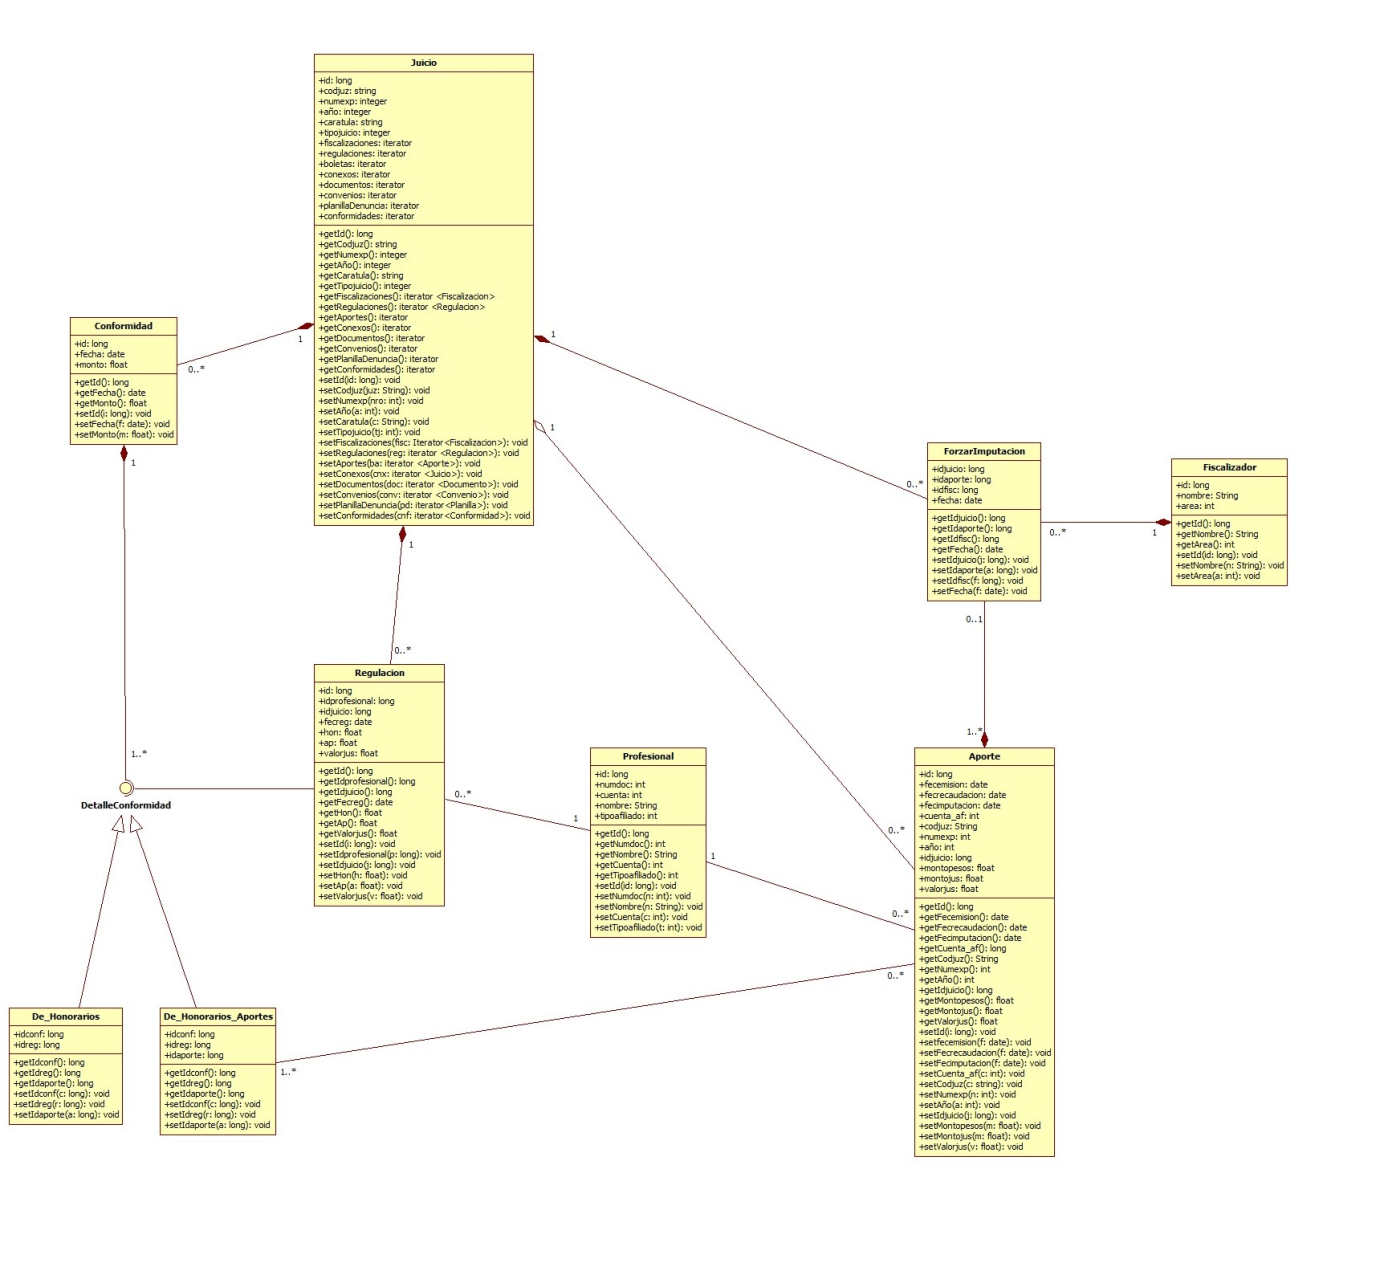 Juicio
+id: long
+codjuz: string
+numexp: integer
+año: integer
+caratula: string
+tipojuicio: integer
+fiscalizaciones: iterator
+regulaciones: iterator
+boletas: iterator
+conexos: iterator
+documentos: iterator
+convenios: iterator
+planillaDenuncia: iterator
+conformidades: iterator
+getId(): long
+getCodjuz(): string
+getNumexp(): integer
+getAño(): integer
+getCaratula(): string
+getTipojuicio(): integer
+getFiscalizaciones(): iterator <Fiscalizacion>
+getRegulaciones(): iterator <Regulacion>
+getAportes(): iterator
+getConexos(): iterator
+getDocumentos(): iterator
+getConvenios(): iterator
+getPlanillaDenuncia(): iterator
+getConformidades(): iterator
+setId(id: long): void
+setCodjuz(juz: String): void
+setNumexp(nro: int): void
+setAño(a: int): void
+setCaratula(c: String): void
+setTipojuicio(tj: int): void
+setFiscalizaciones(fisc: Iterator<Fiscalizacion>): void
+setRegulaciones(reg: iterator <Regulacion>): void
+setAportes(ba: iterator <Aporte>): void
+setConexos(cnx: iterator <Juicio>): void
+setDocumentos(doc: iterator <Documento>): void
+setConvenios(conv: iterator <Convenio>): void
+setPlanillaDenuncia(pd: iterator<Planilla>): void
+setConformidades(cnf: iterator<Conformidad>): void
Conformidad
+id: long
+fecha: date
+monto: float
+getId(): long
+getFecha(): date
+getMonto(): float
+setId(i: long): void
+setFecha(f: date): void
+setMonto(m: float): void
1
0..*
1
1
1
1
0..*
ForzarImputacion
+idjuicio: long
+idaporte: long
+idfisc: long
+fecha: date
+getIdjuicio(): long
+getIdaporte(): long
+getIdfisc(): long
+getFecha(): date
+setIdjuicio(j: long): void
+setIdaporte(a: long): void
+setIdfisc(f: long): void
+setFecha(f: date): void
0..*
1
Fiscalizador
+id: long
+nombre: String
+area: int
+getId(): long
+getNombre(): String
+getArea(): int
+setId(id: long): void
+setNombre(n: String): void
+setArea(a: int): void
0..1
1..*
0..*
Regulacion
+id: long
+idprofesional: long
+idjuicio: long
+fecreg: date
+hon: float
+ap: float
+valorjus: float
+getId(): long
+getIdprofesional(): long
+getIdjuicio(): long
+getFecreg(): date
+getHon(): float
+getAp(): float
+getValorjus(): float
+setId(i: long): void
+setIdprofesional(p: long): void
+setIdjuicio(j: long): void
+setHon(h: float): void
+setAp(a: float): void
+setValorjus(v: float): void
1..*
DetalleConformidad
0..*
1
Profesional
+id: long
+numdoc: int
+cuenta: int
+nombre: String
+tipoafiliado: int
+getId(): long
+getNumdoc(): int
+getNombre(): String
+getCuenta(): int
+getTipoafiliado(): int
+setId(id: long): void
+setNumdoc(n: int): void
+setNombre(n: String): void
+setCuenta(c: int): void
+setTipoafiliado(t: int): void
1
0..*
0..*
0..*
Aporte
+id: long
+fecemision: date
+fecrecaudacion: date
+fecimputacion: date
+cuenta_af: int
+codjuz: String
+numexp: int
+año: int
+idjuicio: long
+montopesos: float
+montojus: float
+valorjus: float
+getId(): long
+getFecemision(): date
+getFecrecaudacion(): date
+getFecimputacion(): date
+getCuenta_af(): long
+getCodjuz(): String
+getNumexp(): int
+getAño(): int
+getIdjuicio(): long
+getMontopesos(): float
+getMontojus(): float
+getValorjus(): float
+setId(i: long): void
+setfecemision(f: date): void
+setFecrecaudacion(f: date): void
+setFecimputacion(f: date): void
+setCuenta_af(c: int): void
+setCodjuz(c: string): void
+setNumexp(n: int): void
+setAño(a: int): void
+setIdjuicio(j: long): void
+setMontopesos(m: float): void
+setMontojus(m: float): void
+setValorjus(v: float): void
De_Honorarios
+idconf: long
+idreg: long
+getIdconf(): long
+getIdreg(): long
+getIdaporte(): long
+setIdconf(c: long): void
+setIdreg(r: long): void
+setIdaporte(a: long): void
De_Honorarios_Aportes
+idconf: long
+idreg: long
+idaporte: long
+getIdconf(): long
+getIdreg(): long
+getIdaporte(): long
+setIdconf(c: long): void
+setIdreg(r: long): void
+setIdaporte(a: long): void
1..*